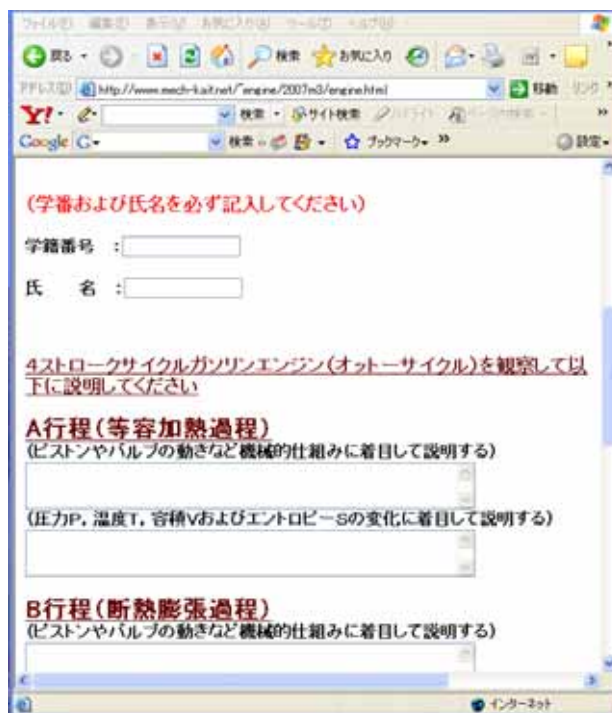 ファイル(F) 編集(E) 表示(V) お気に入り(A) ツール(T) ヘルプ(H)
戻る 検索 お気に入り
アドレス(D) http://www.mech-kait.net/~engine/2007m3/engine.html 移動 リンク »
Y! 検索 サイト検索 »
Google G 検索 ブックマーク » 設定
(学番および氏名を必ず記入してください)
学籍番号 :
氏 名 :
4ストロークサイクルガソリンエンジン(オットーサイクル)を観察して以
下に説明してください
A行程(等容加熱過程)
(ピストンやバルブの動きなど機械的仕組みに着目して説明する)
(圧力P, 温度T, 容積VおよびエントロピーSの変化に着目して説明する)
B行程(断熱膨張過程)
(ピストンやバルブの動きなど機械的仕組みに着目して説明する)
インターネット